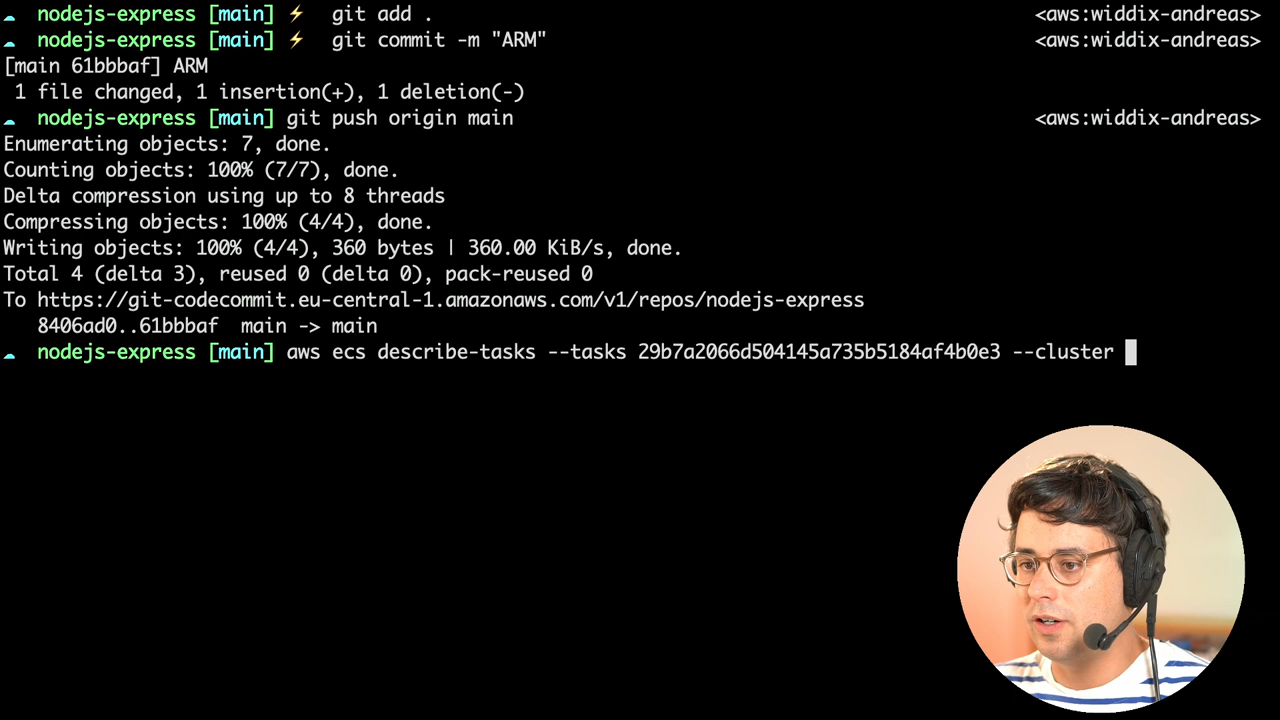 nodejs-express [main] ⚡ git add . <aws:widdix-andreas>
nodejs-express [main] ⚡ git commit -m "ARM" <aws:widdix-andreas>
[main 61bbbaf] ARM
1 file changed, 1 insertion(+), 1 deletion(-)
nodejs-express [main] git push origin main <aws:widdix-andreas>
Enumerating objects: 7, done.
Counting objects: 100% (7/7), done.
Delta compression using up to 8 threads
Compressing objects: 100% (4/4), done.
Writing objects: 100% (4/4), 360 bytes | 360.00 KiB/s, done.
Total 4 (delta 3), reused 0 (delta 0), pack-reused 0
To https://git-codecommit.eu-central-1.amazonaws.com/v1/repos/nodejs-express
8406ad0..61bbbaf main -> main
nodejs-express [main] aws ecs describe-tasks --tasks 29b7a2066d504145a735b5184af4b0e3 --cluster